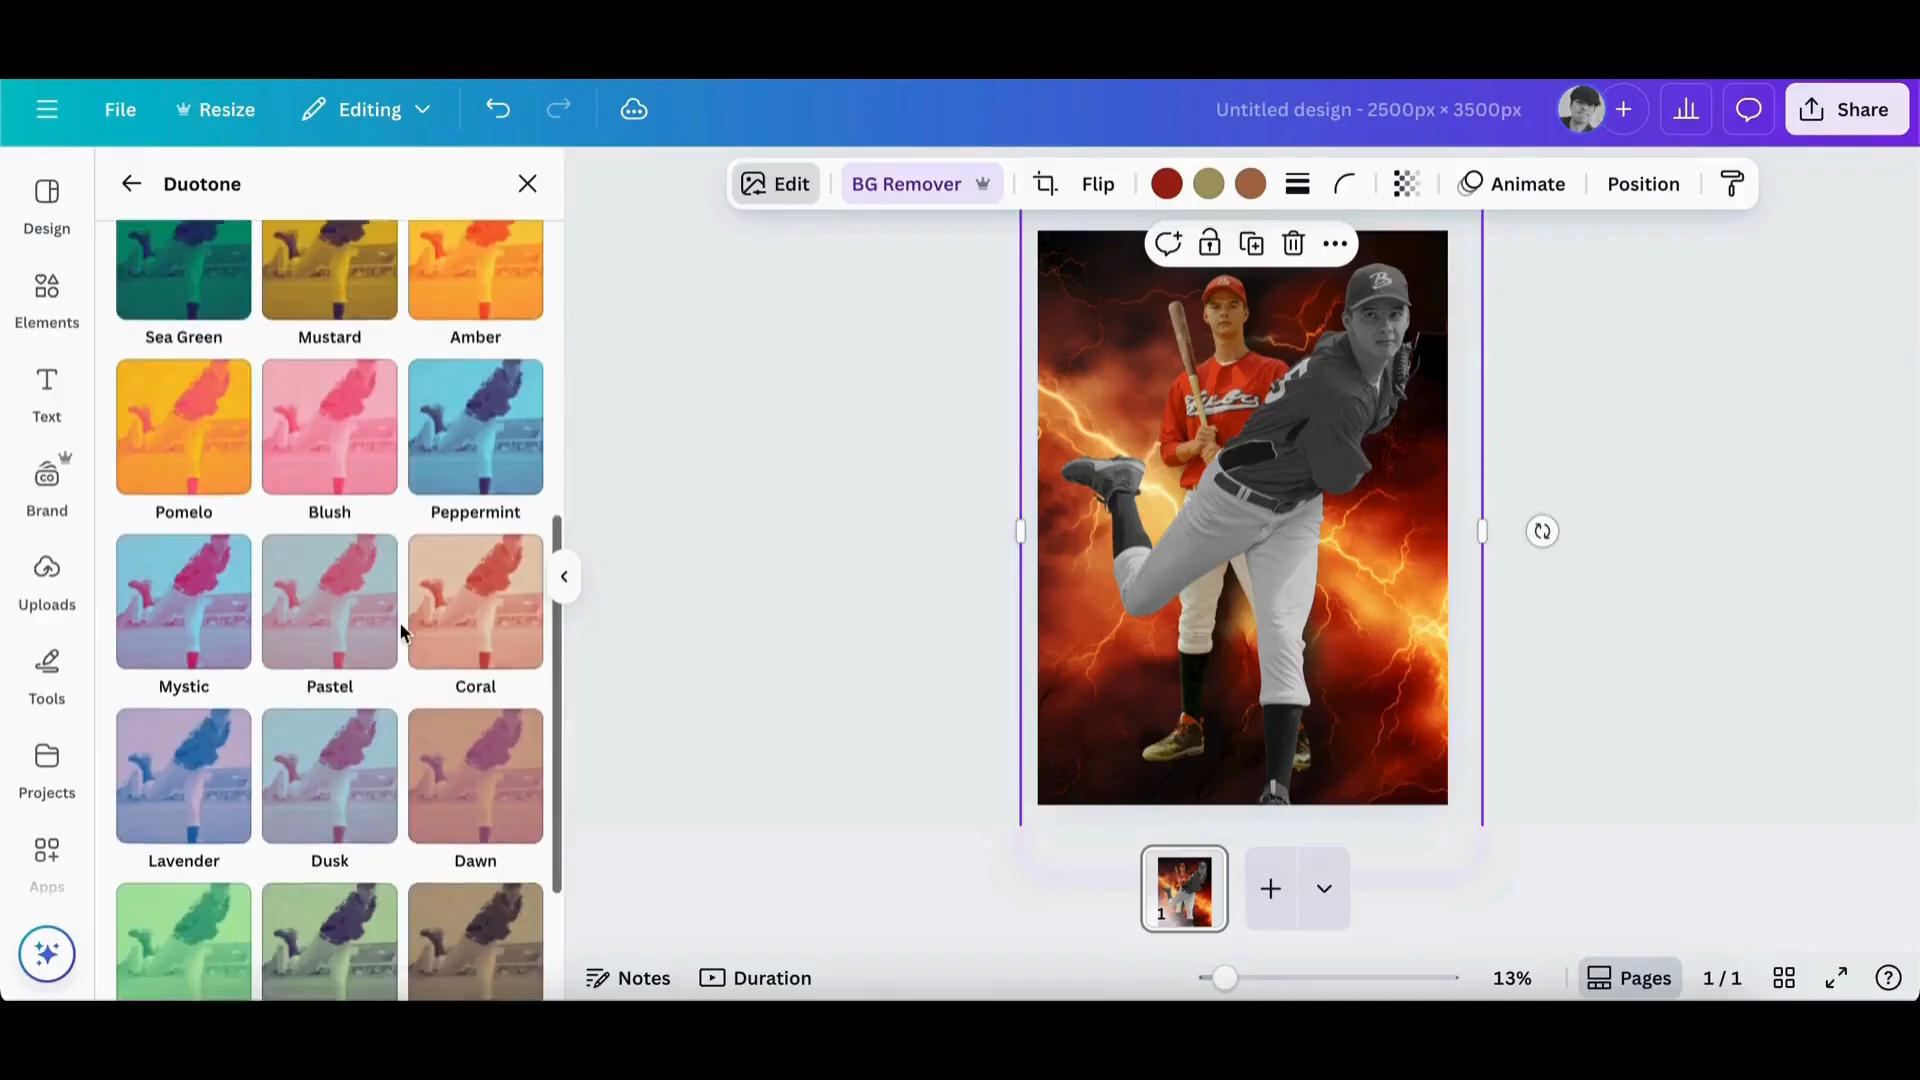 File
Resize
Editing
Untitled design - 2500px × 3500px
Share
Design
Elements
Text
Brand
Uploads
Tools
Projects
Apps
Duotone
Sea Green
Mustard
Amber
Pomelo
Blush
Peppermint
Mystic
Pastel
Coral
Lavender
Dusk
Dawn
Edit
BG Remover
Flip
Animate
Position
B
1
Notes
Duration
13%
Pages
1 / 1